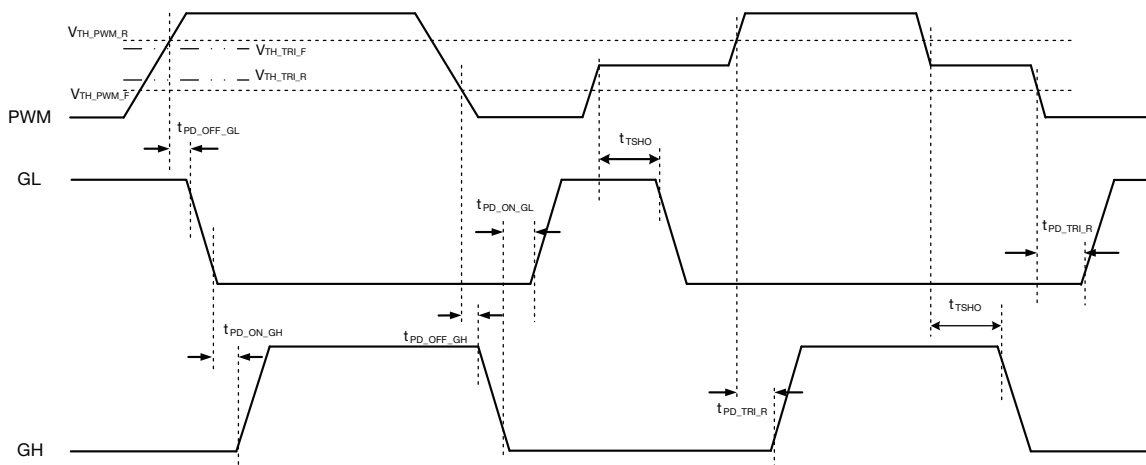 VTH_PWM_R
VTH_TRI_F
VTH_TRI_R
VTH_PWM_F
PWM
tPD_OFF_GL
tTSHO
GL
tPD_ON_GL
tPD_TRI_R
tTSHO
tPD_ON_GH
tPD_OFF_GH
tPD_TRI_R
GH